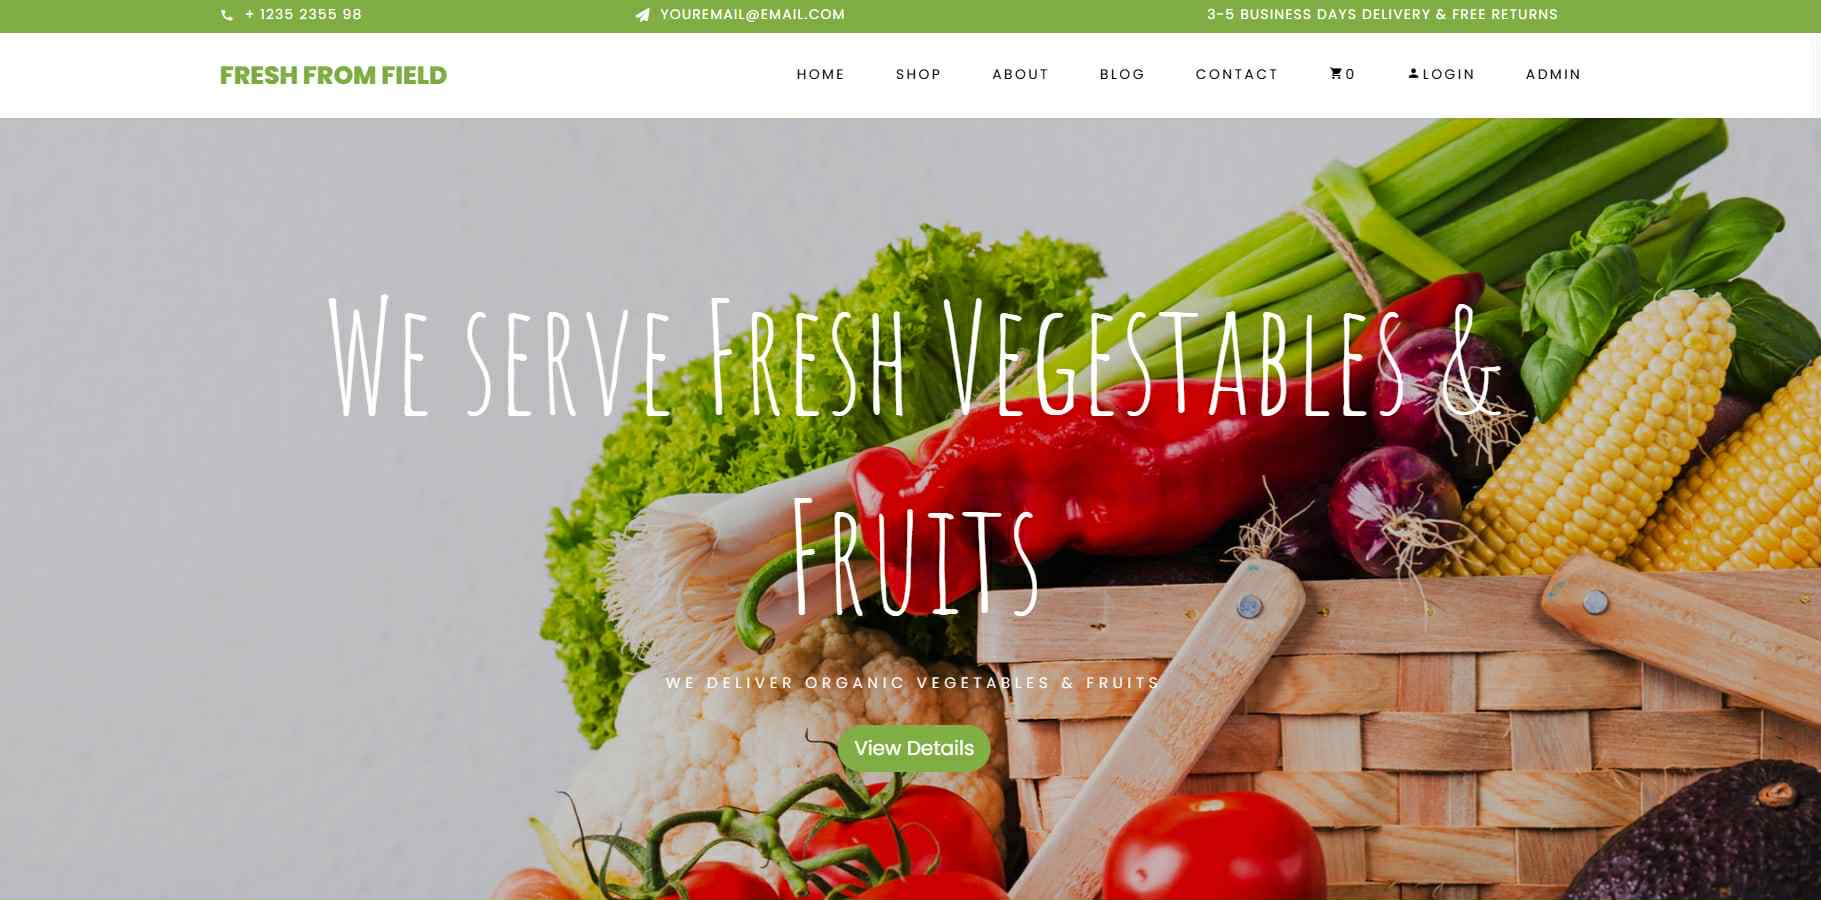 + 1235 2355 98
YOUREMAIL@EMAIL.COM
3-5 BUSINESS DAYS DELIVERY & FREE RETURNS
FRESH FROM FIELD
HOME
SHOP
ABOUT
BLOG
CONTACT
0
LOGIN
ADMIN
WE SERVE FRESH VEGESTABLES &
FRUITS
WE DELIVER ORGANIC VEGETABLES & FRUITS
View Details